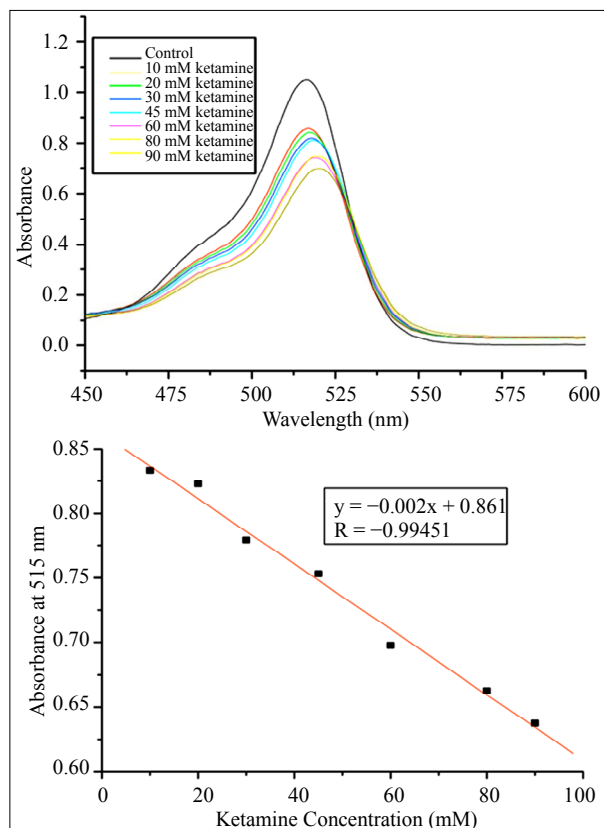 1.2
1.0
0.8
0.6
0.4
0.2
0.0
Absorbance
Control
10 mM ketamine
20 mM ketamine
30 mM ketamine
45 mM ketamine
60 mM ketamine
80 mM ketamine
90 mM ketamine
450 475 500 525 550 575 600
Wavelength (nm)
0.85
0.80
0.75
0.70
0.65
0.60
Absorbance at 515 nm
y = −0.002x + 0.861
R = −0.99451
0 20 40 60 80 100
Ketamine Concentration (mM)